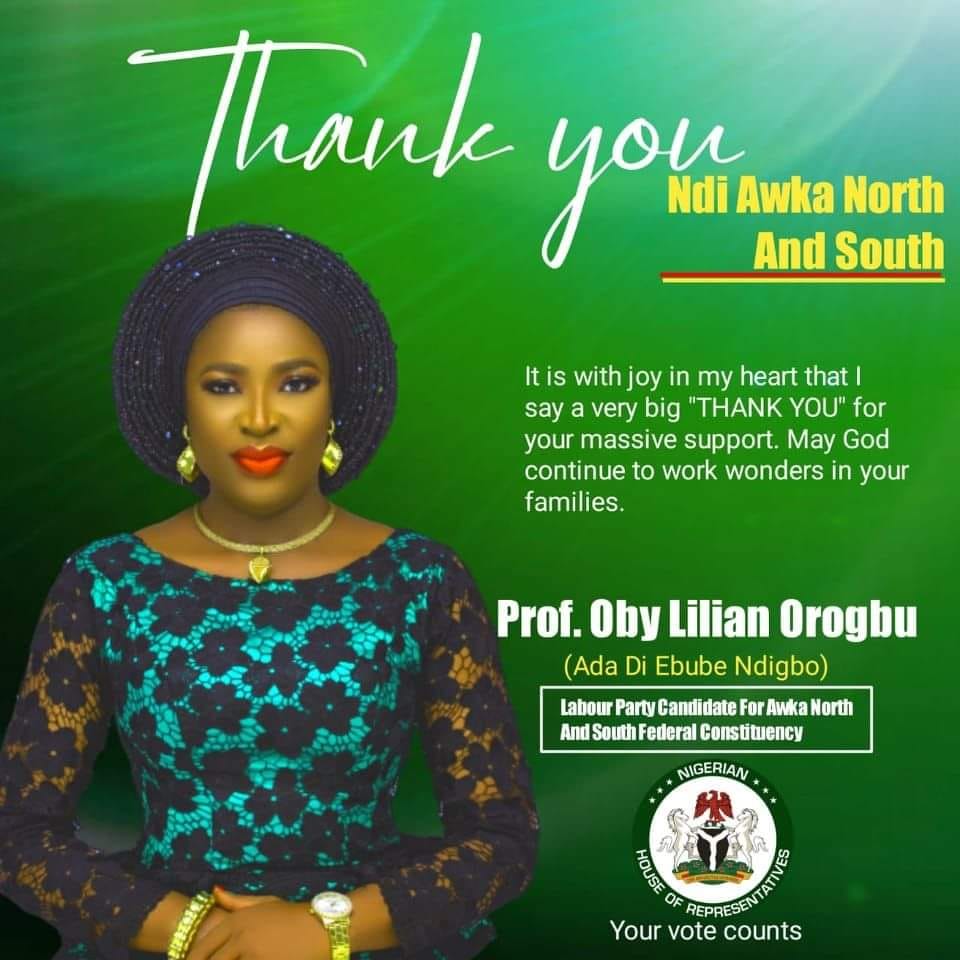 Thank you
Ndi Awka North
And South
It is with joy in my heart that I
say a very big "THANK YOU" for
your massive support. May God
continue to work wonders in your
families.
Prof. Oby Lilian Orogbu
(Ada Di Ebube Ndigbo)
Labour Party Candidate For Awka North
And South Federal Constituency
NIGERIAN
HOUSE OF REPRESENTATIVES
Your vote counts